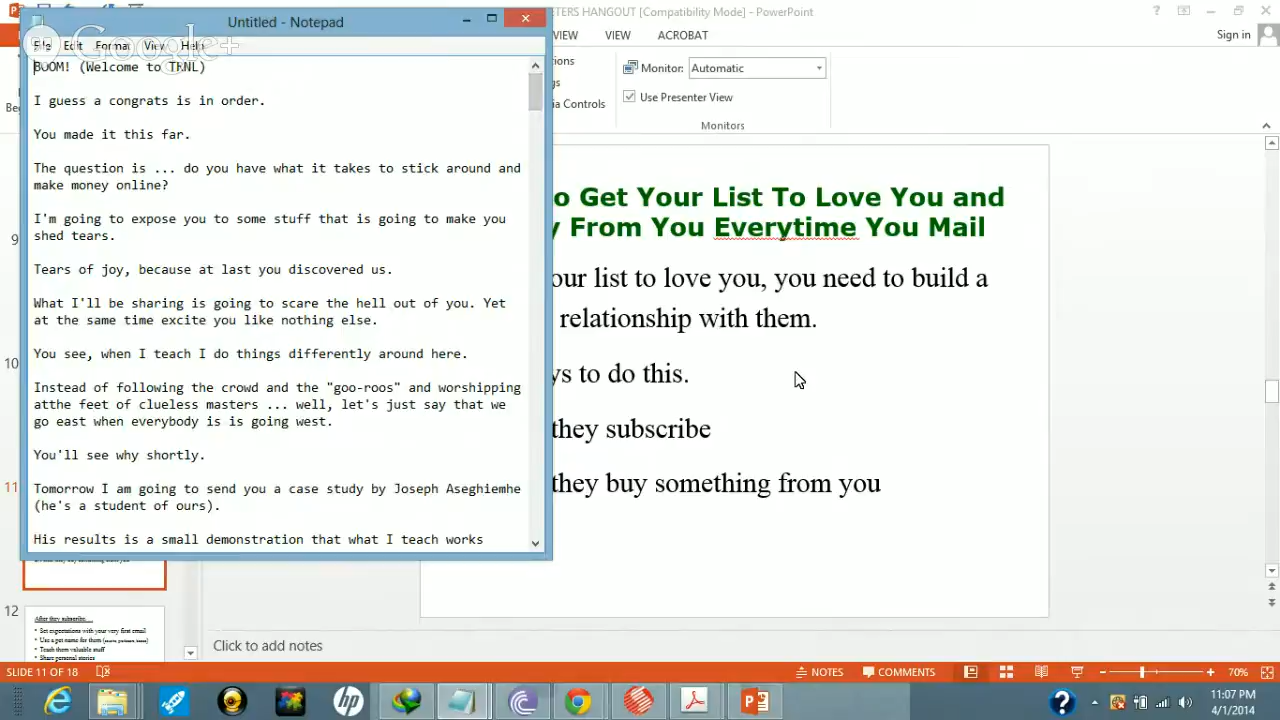 Untitled - Notepad
File Edit Format View Help
Google+
BOOM! (Welcome to TFNL)
I guess a congrats is in order.
You made it this far.
The question is ... do you have what it takes to stick around and
make money online?
I'm going to expose you to some stuff that is going to make you
shed tears.
Tears of joy, because at last you discovered us.
What I'll be sharing is going to scare the hell out of you. Yet
at the same time excite you like nothing else.
You see, when I teach I do things differently around here.
Instead of following the crowd and the "goo-roos" and worshipping
atthe feet of clueless masters ... well, let's just say that we
go east when everybody is is going west.
You'll see why shortly.
Tomorrow I am going to send you a case study by Joseph Aseghiemhe
(he's a student of ours).
His results is a small demonstration that what I teach works
ETERS HANGOUT [Compatibility Mode] - PowerPoint
VIEW ACROBAT
Sign in
Monitor: Automatic
Use Presenter View
a Controls
Monitors
o Get Your List To Love You and
y From You Everytime You Mail
our list to love you, you need to build a
relationship with them.
ys to do this.
they subscribe
they buy something from you
9
10
11
12
After they subscribe....
Set expectations with your very first email
Teach them valuable stuff
Share personal stories
Click to add notes
SLIDE 11 OF 18
NOTES COMMENTS 70%
11:07 PM
4/1/2014